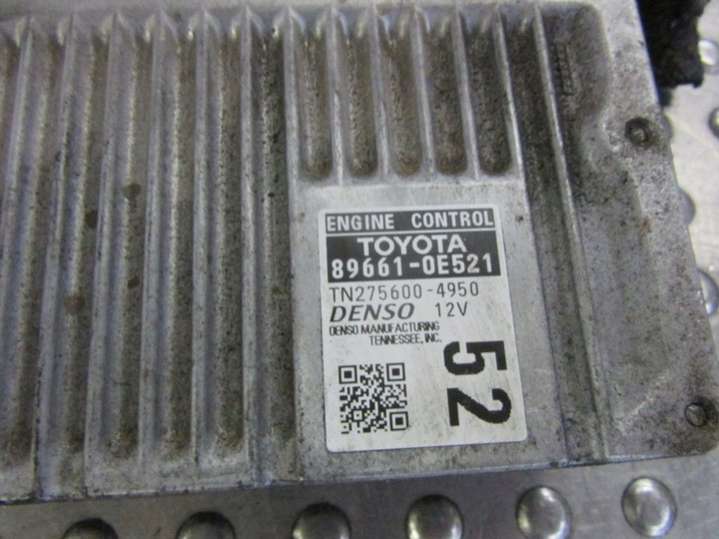 ENGINE CONTROL
TOYOTA
89661-0E521
TN275600-4950
DENSO 12V
DENSO MANUFACTURING
TENNESSEE, INC.
52